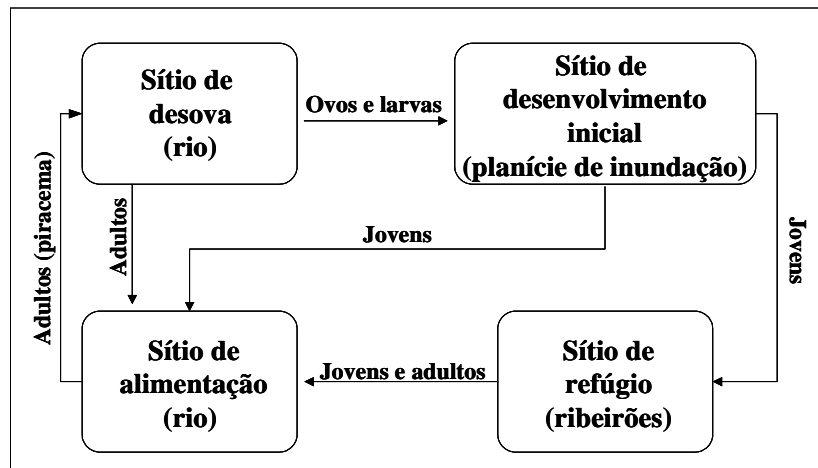 Sítio de
desova
(rio)
Ovos e larvas
Sítio de
desenvolvimento
inicial
(planície de inundação)
Adultos (piracema)
Adultos
Jovens
Jovens
Sítio de
alimentação
(rio)
Jovens e adultos
Sítio de
refúgio
(ribeirões)